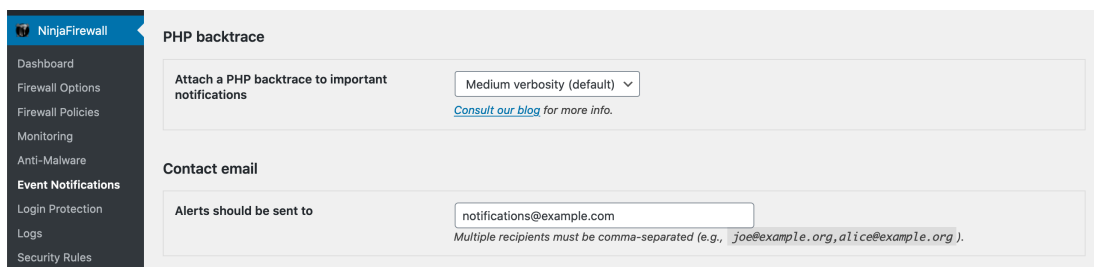 NinjaFirewall
Dashboard
Firewall Options
Firewall Policies
Monitoring
Anti-Malware
Event Notifications
Login Protection
Logs
Security Rules
PHP backtrace
Attach a PHP backtrace to important
notifications
Medium verbosity (default)
Consult our blog for more info.
Contact email
Alerts should be sent to
notifications@example.com
Multiple recipients must be comma-separated (e.g., joe@example.org,alice@example.org ).